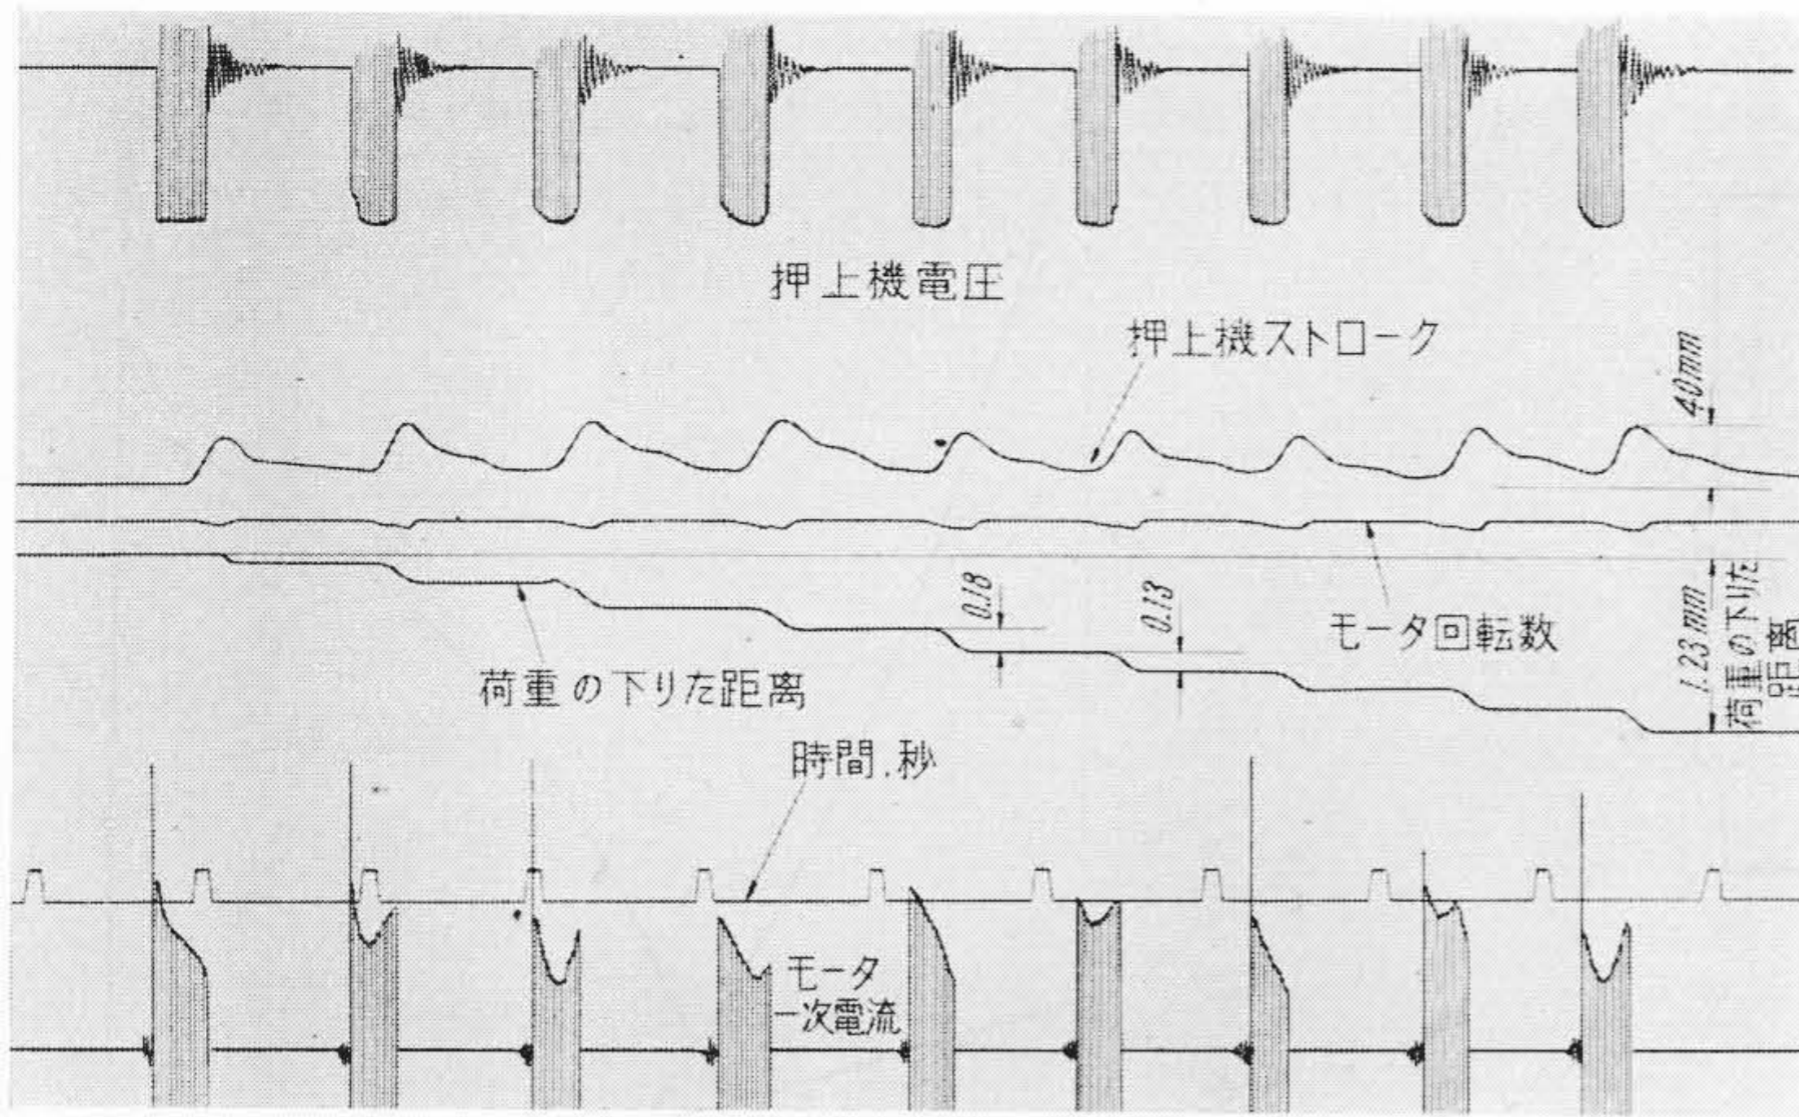 押上機電圧
押上機ストローク
40mm
0.18
0.13
モータ回転数
1.23mm
荷重の下りた
距離
荷重の下りた距離
時間.秒
モータ
一次電流